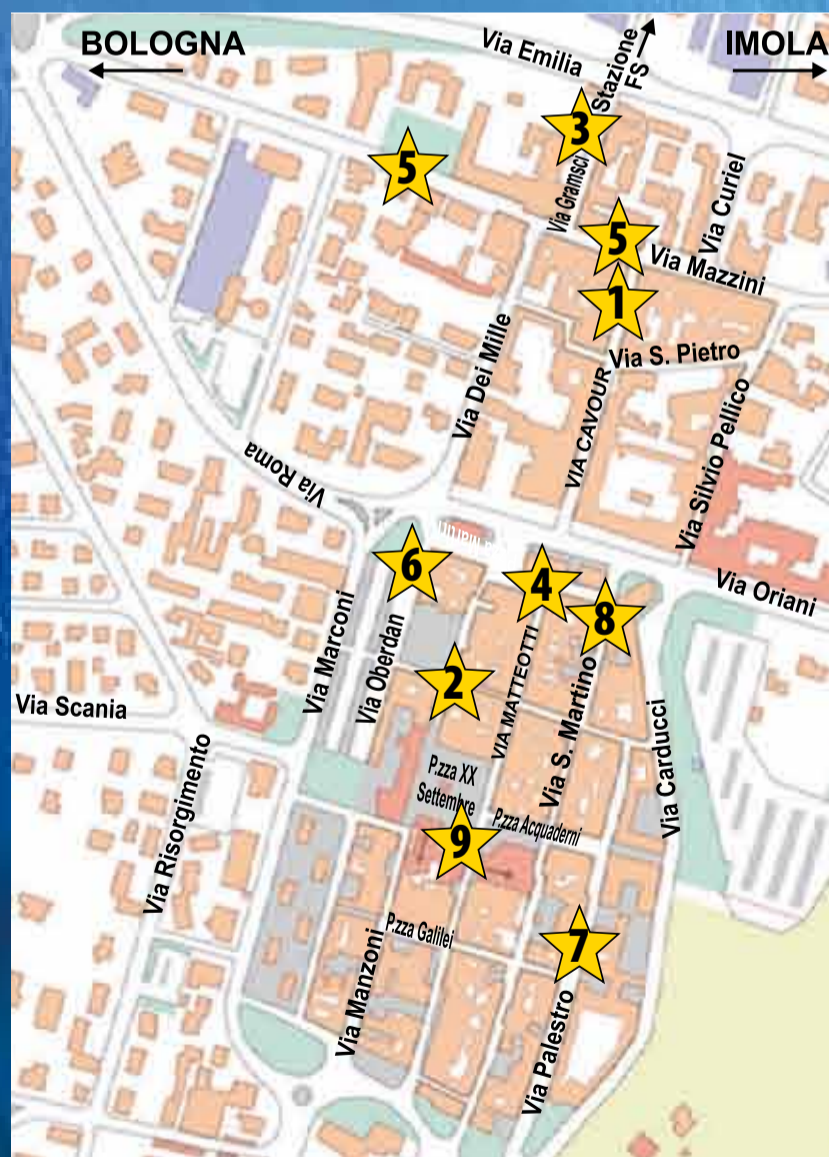 BOLOGNA
IMOLA
Via Emilia
Stazione
FS
3
5
Via Gramsci
Via Curiel
5
Via Mazzini
1
Via S. Pietro
Via Dei Mille
VIA CAVOUR
Via Silvio Pellico
Via Roma
6
4
8
Via Oriani
Via Marconi
Via Oberdan
2
VIA MATTEOTTI
Via S. Martino
Via Carducci
Via Scania
Via Risorgimento
P.zza XX
Settembre
P.zza Acquaderni
9
P.zza Galilei
7
Via Manzoni
Via Palestro